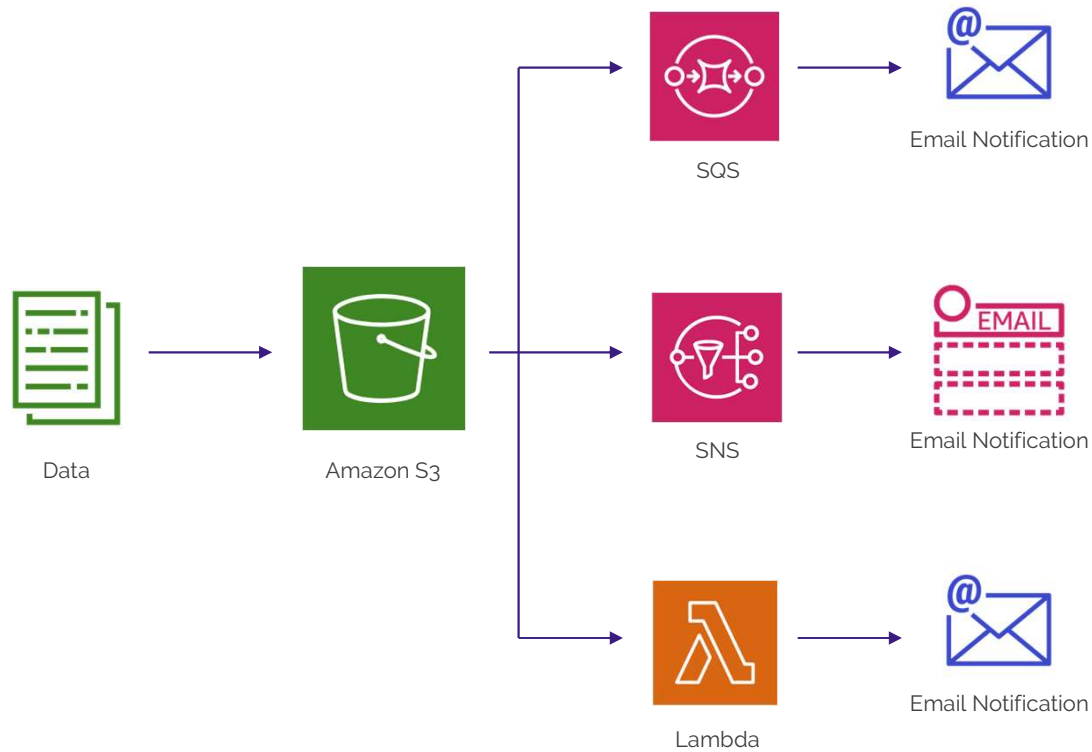 SQS
Email Notification
EMAIL
SNS
Email Notification
Data
Amazon S3
Lambda
Email Notification